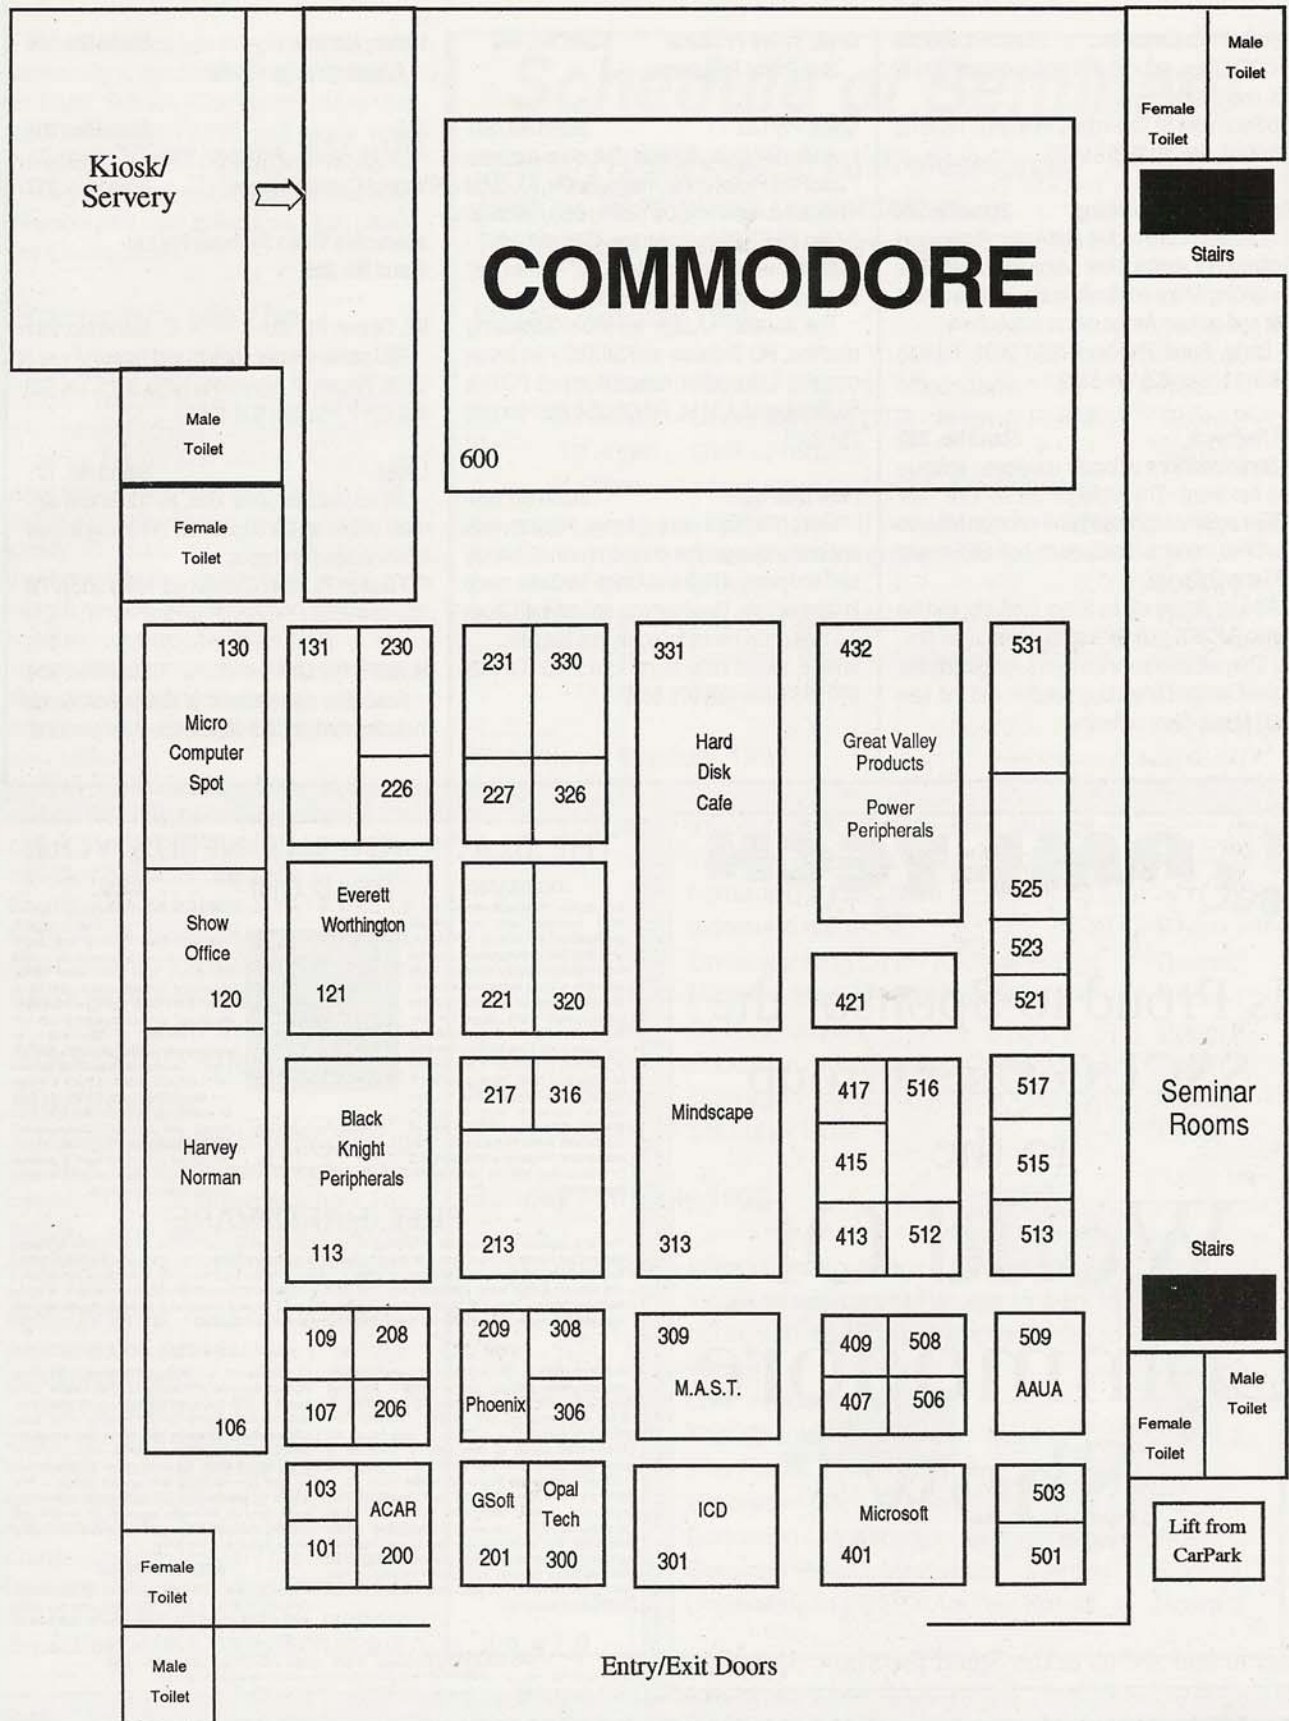 Male
Toilet
Female
Toilet
Kiosk/
Servery
Stairs
COMMODORE
600
Male
Toilet
Female
Toilet
130
Micro
Computer
Spot
131
230
226
231
330
227
326
331
Hard
Disk
Cafe
432
Great Valley
Products
Power
Peripherals
531
525
523
521
Show
Office
120
Everett
Worthington
121
221
320
421
Harvey
Norman
106
Black
Knight
Peripherals
113
217
316
213
Mindscape
313
417
516
415
413
512
517
515
513
Seminar
Rooms
Stairs
109
208
107
206
209
308
Phoenix
306
309
M.A.S.T.
409
508
407
506
509
AAUA
Male
Toilet
Female
Toilet
103
101
ACAR
200
GSoft
201
Opal
Tech
300
ICD
301
Microsoft
401
503
501
Lift from
CarPark
Female
Toilet
Male
Toilet
Entry/Exit Doors